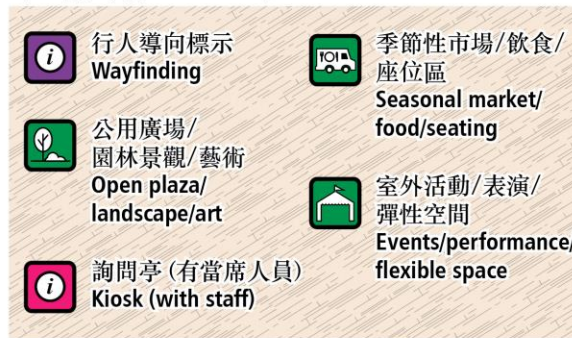 行人導向標示
Wayfinding
公用廣場/
園林景觀/藝術
Open plaza/
landscape/art
詢問亭 (有當席人員)
Kiosk (with staff)
季節性市場/飲食/
座位區
Seasonal market/
food/seating
室外活動/表演/
彈性空間
Events/performance/
flexible space